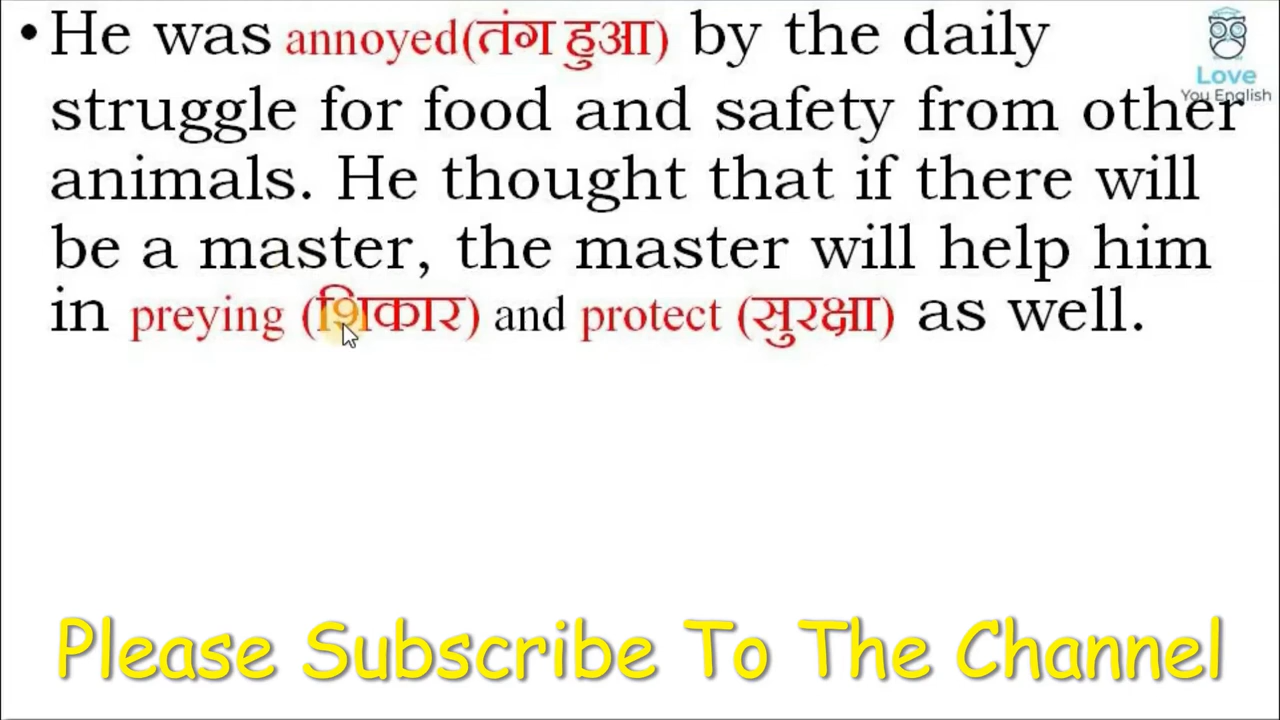 • He was annoyed(तंग हुआ) by the daily
struggle for food and safety from other
animals. He thought that if there will
be a master, the master will help him
in preying (शिकार) and protect (सुरक्षा) as well.
Love
You English
Please Subscribe To The Channel